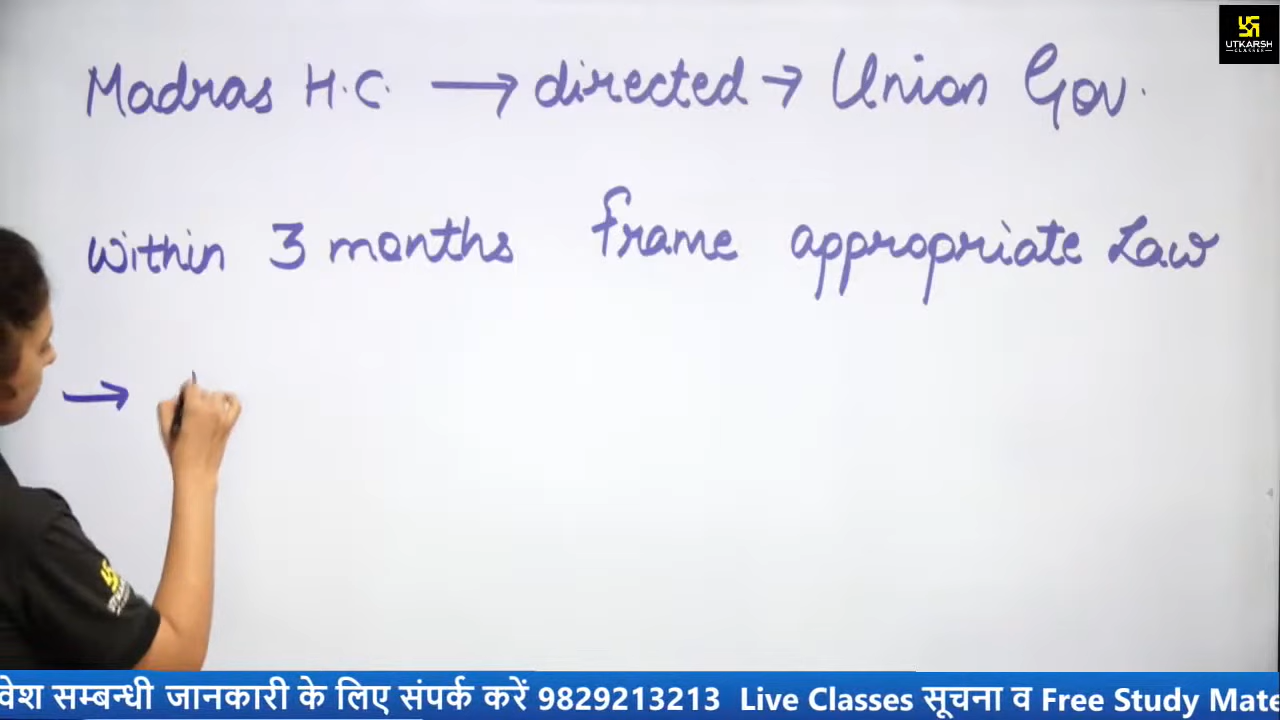 UTKARSH
CLASSES
Madras H.C. → directed → Union Gov.
within 3 months frame appropriate Law
→
वेश सम्बन्धी जानकारी के लिए संपर्क करें 9829213213 Live Classes सूचना व Free Study Mate